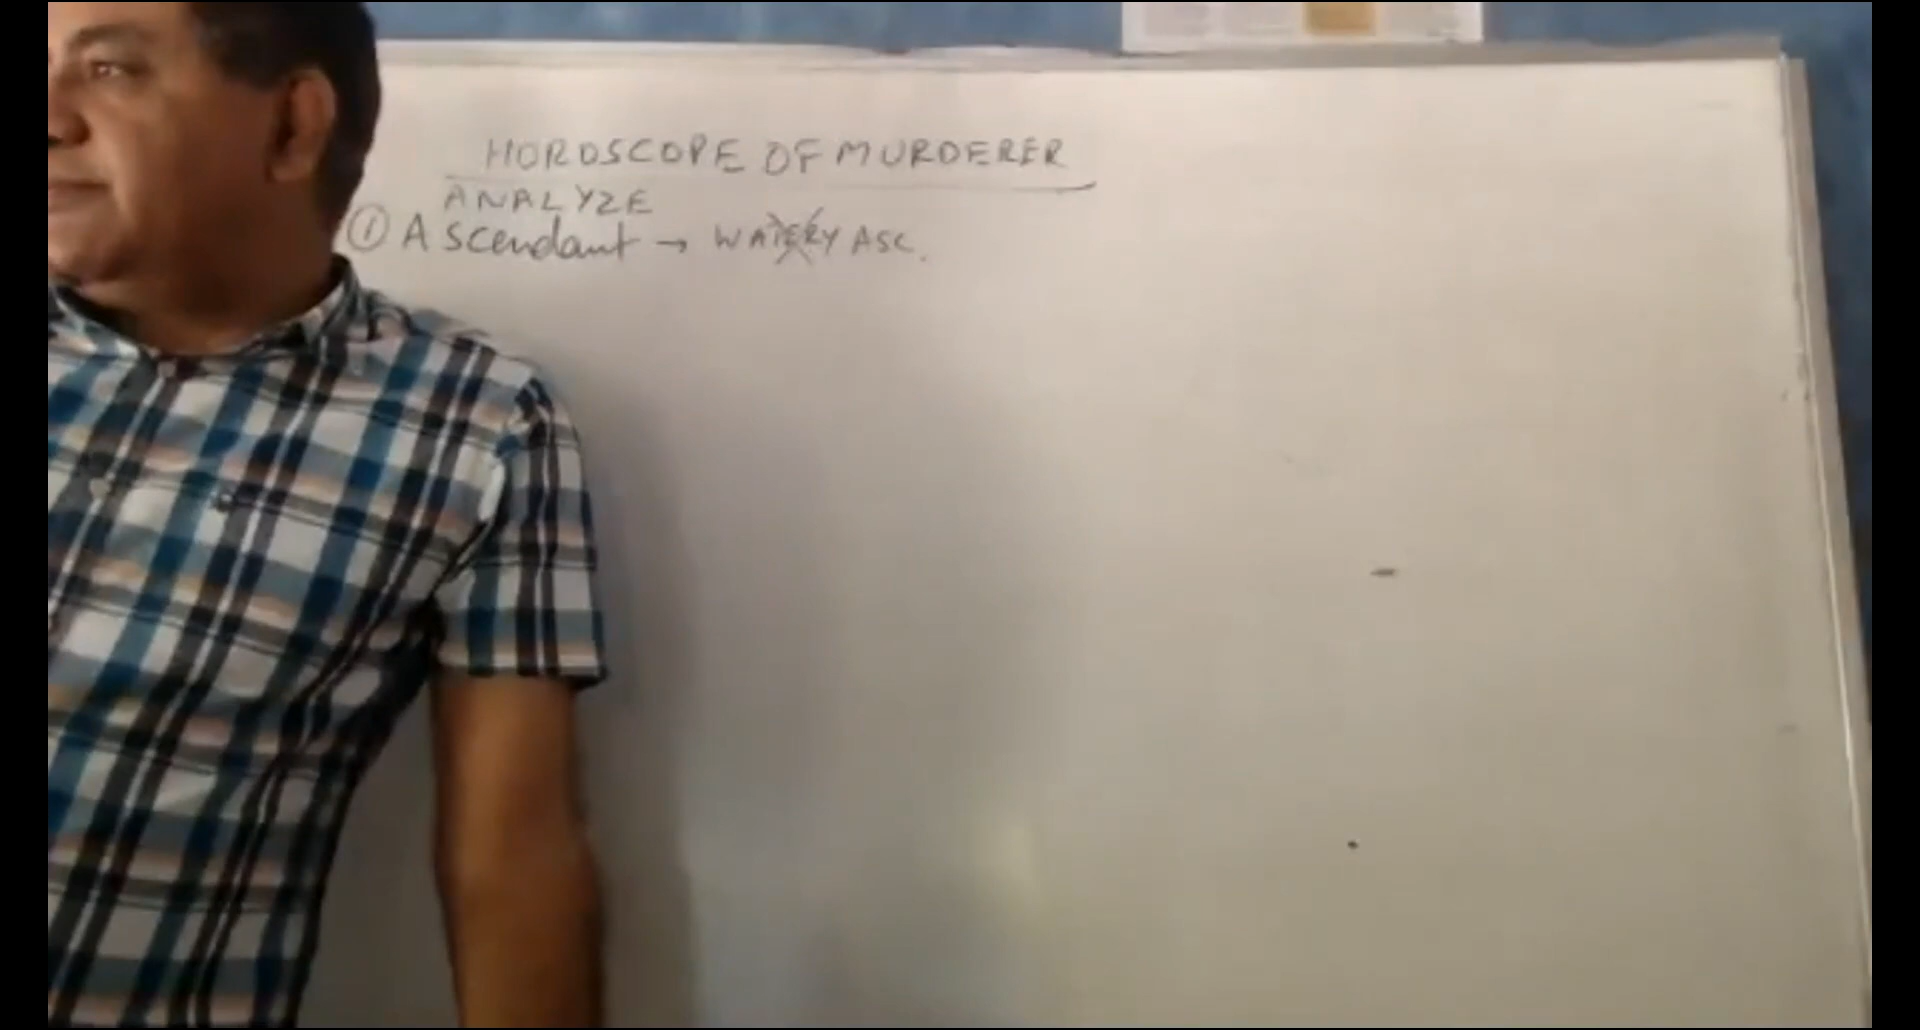 HOROSCOPE OF MURDERER
ANALYZE
① Ascendant → WATERY ASC.